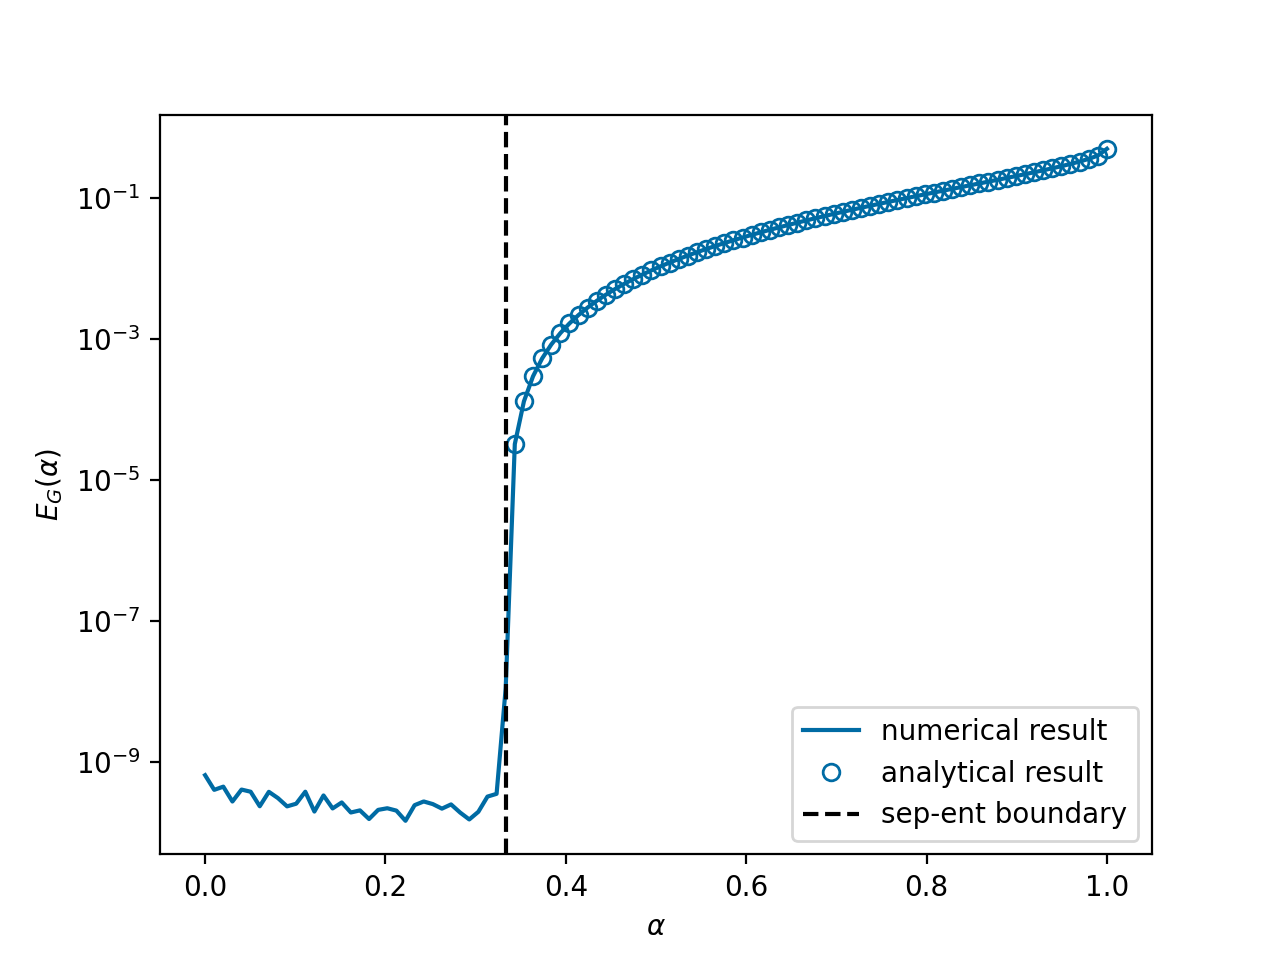 10⁻¹
10⁻³
10⁻⁵
10⁻⁷
10⁻⁹
E_G(α)
numerical result
analytical result
sep-ent boundary
0.0 0.2 0.4 0.6 0.8 1.0
α